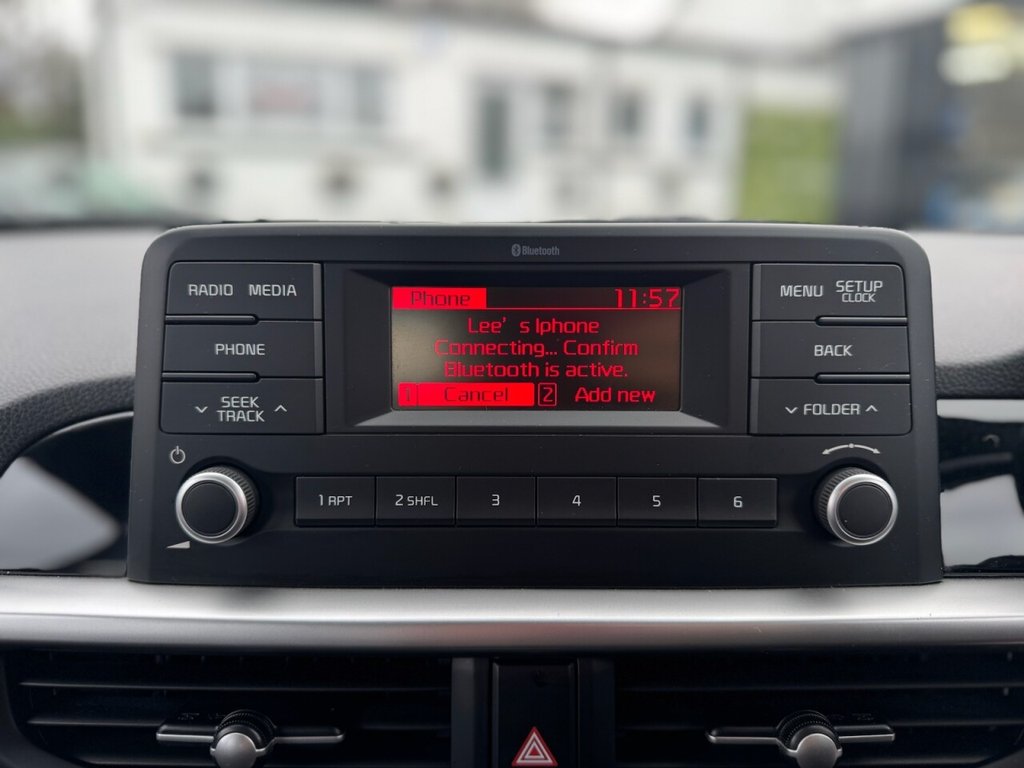 Bluetooth
RADIO MEDIA
PHONE
SEEK
TRACK
Phone 11:57
Lee’ s Iphone
Connecting... Confirm
Bluetooth is active.
1 Cancel 2 Add new
MENU SETUP
CLOCK
BACK
FOLDER
1 RPT 2 SHFL 3 4 5 6